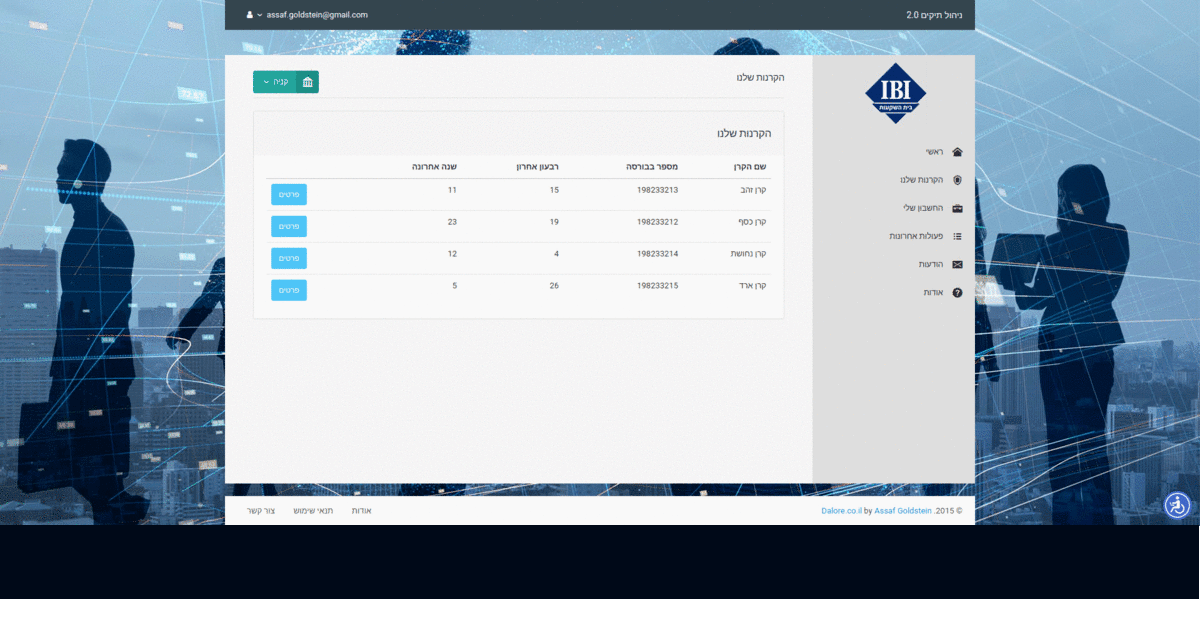 ניהול תיקים 2.0
assaf.goldstein@gmail.com
IBI
בית השקעות
ראשי
הקרנות שלנו
החשבון שלי
פעולות אחרונות
הודעות
אודות
הקרנות שלנו
קניה
הקרנות שלנו
שם הקרן מספר בבורסה רבעון אחרון שנה אחרונה
קרן זהב 198233213 15 11 פרטים
קרן כסף 198233212 19 23 פרטים
קרן נחושת 198233214 4 12 פרטים
קרן ארד 198233215 26 5 פרטים
© 2015. Dalore.co.il by Assaf Goldstein
אודות תנאי שימוש צור קשר
72.67